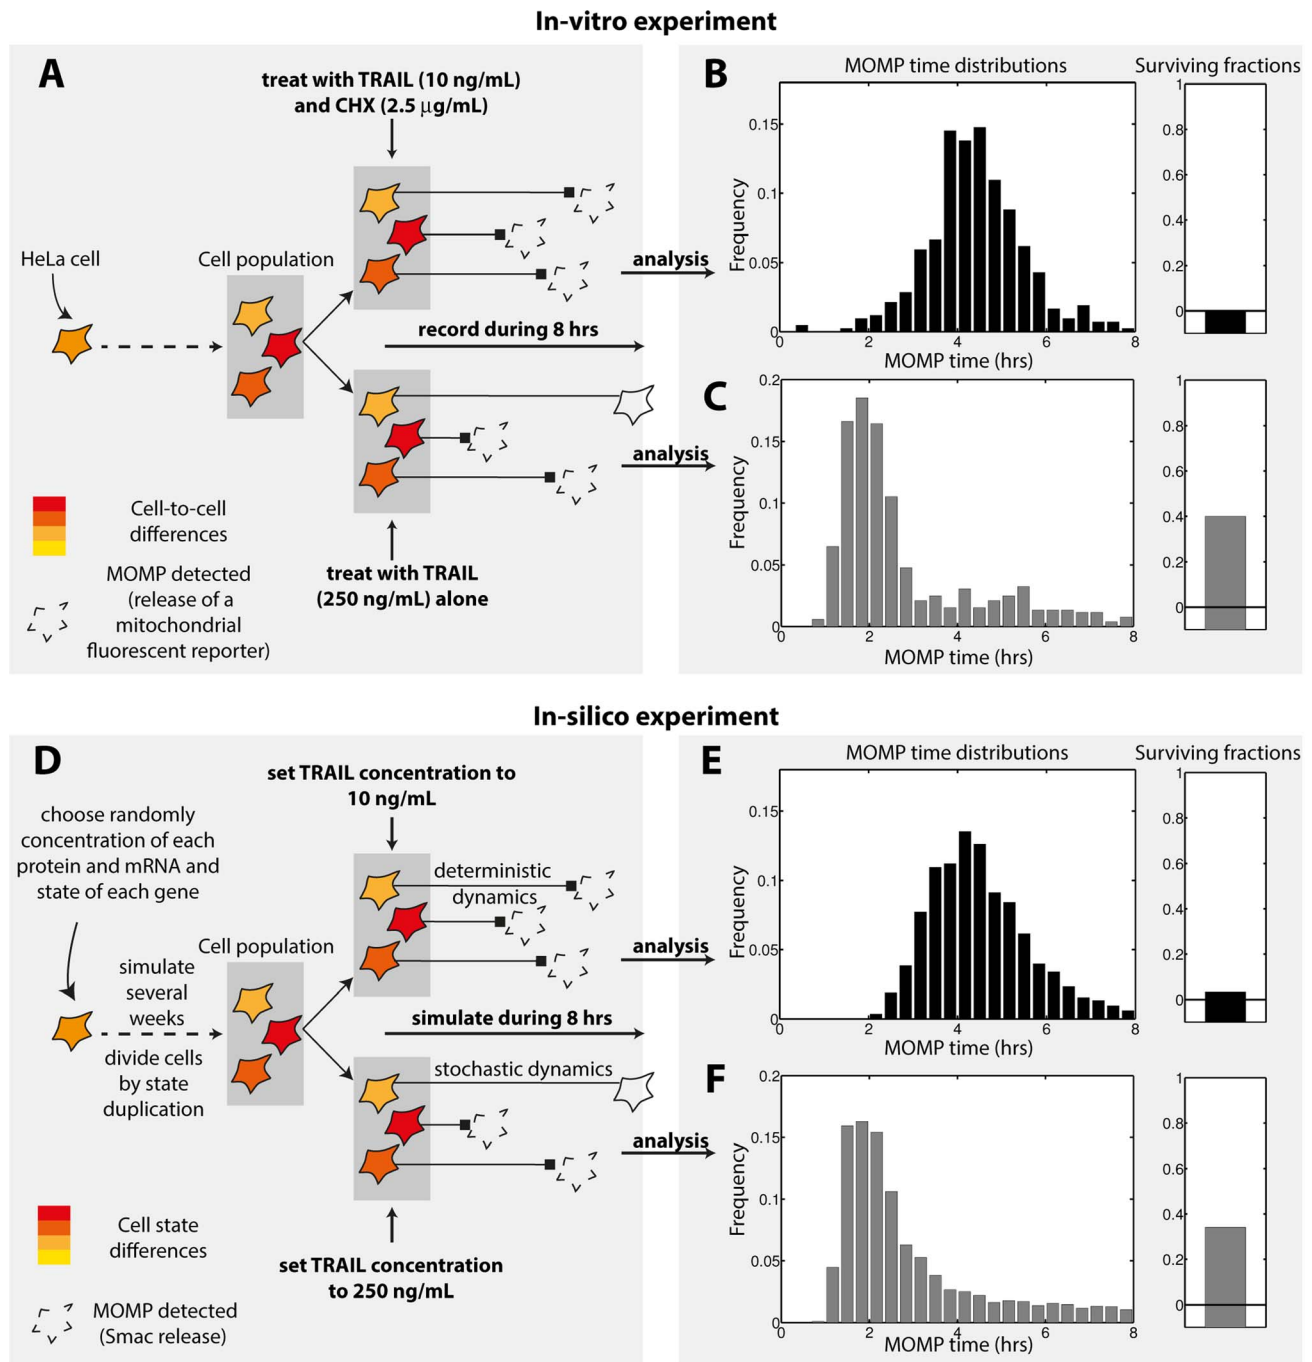 In-vitro experiment
A
treat with TRAIL (10 ng/mL)
and CHX (2.5 μg/mL)
HeLa cell
Cell population
analysis
record during 8 hrs
analysis
Cell-to-cell
differences
MOMP detected
(release of a
mitochondrial
fluorescent reporter)
treat with TRAIL
(250 ng/mL) alone
B
MOMP time distributions
Surviving fractions
Frequency
0.15
0.1
0.05
0
0 2 4 6 8
MOMP time (hrs)
1
0.8
0.6
0.4
0.2
0
C
Frequency
0.2
0.15
0.1
0.05
0
0 2 4 6 8
MOMP time (hrs)
1
0.8
0.6
0.4
0.2
0
In-silico experiment
D
set TRAIL concentration to
10 ng/mL
choose randomly
concentration of each
protein and mRNA and
state of each gene
deterministic
dynamics
Cell population
simulate
several
weeks
analysis
simulate during 8 hrs
divide cells
by state
duplication
stochastic dynamics
analysis
Cell state
differences
set TRAIL concentration
to 250 ng/mL
MOMP detected
(Smac release)
E
MOMP time distributions
Surviving fractions
Frequency
0.15
0.1
0.05
0
0 2 4 6 8
MOMP time (hrs)
1
0.8
0.6
0.4
0.2
0
F
Frequency
0.2
0.15
0.1
0.05
0
0 2 4 6 8
MOMP time (hrs)
1
0.8
0.6
0.4
0.2
0